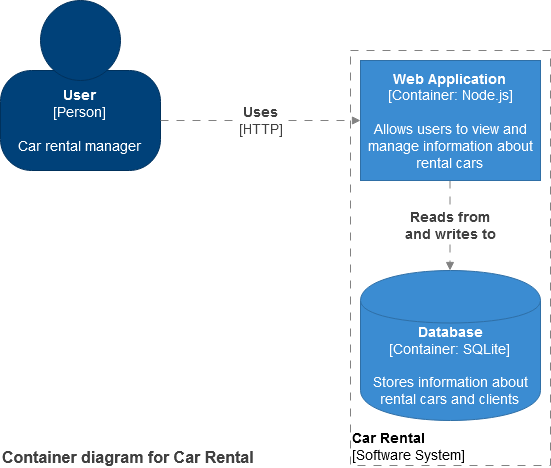 User
[Person]
Car rental manager
Uses
[HTTP]
Web Application
[Container: Node.js]
Allows users to view and
manage information about
rental cars
Reads from
and writes to
Database
[Container: SQLite]
Stores information about
rental cars and clients
Car Rental
[Software System]
Container diagram for Car Rental